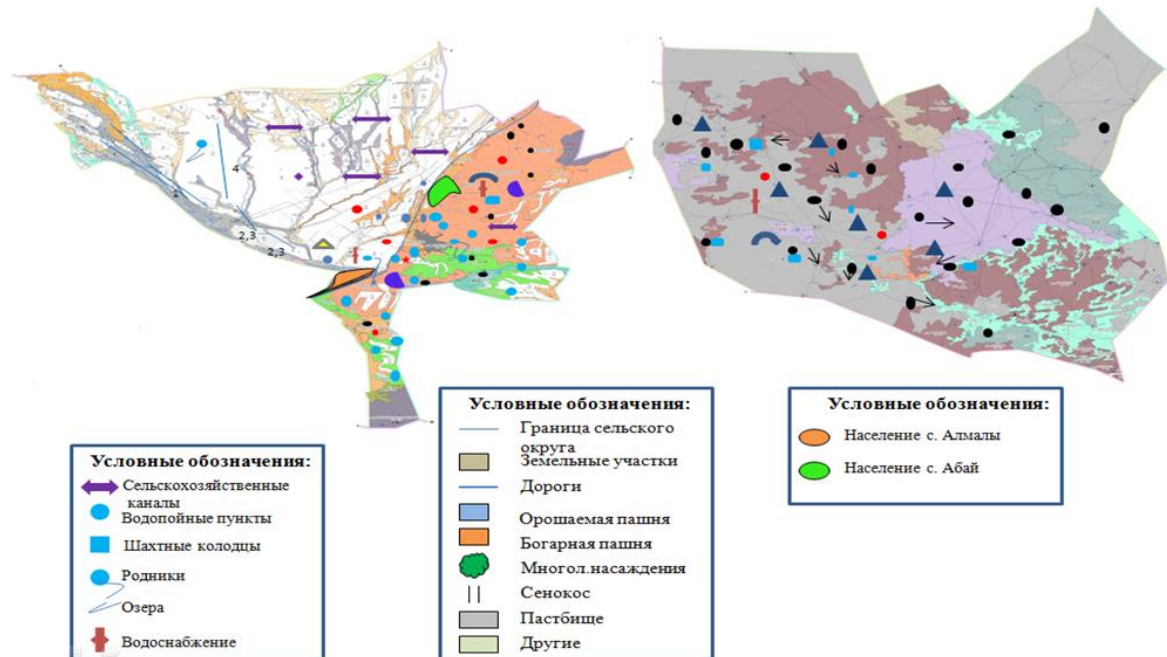 4
1
2,3
2,3
Условные обозначения:
Сельскохозяйственные
каналы
Водопойные пункты
Шахтные колодцы
Родники
Озера
Водоснабжение
Условные обозначения:
Граница сельского
округа
Земельные участки
Дороги
Орошаемая пашня
Богарная пашня
Многол.насаждения
Сенокос
Пастбище
Другие
Условные обозначения:
Население с. Алмалы
Население с. Абай